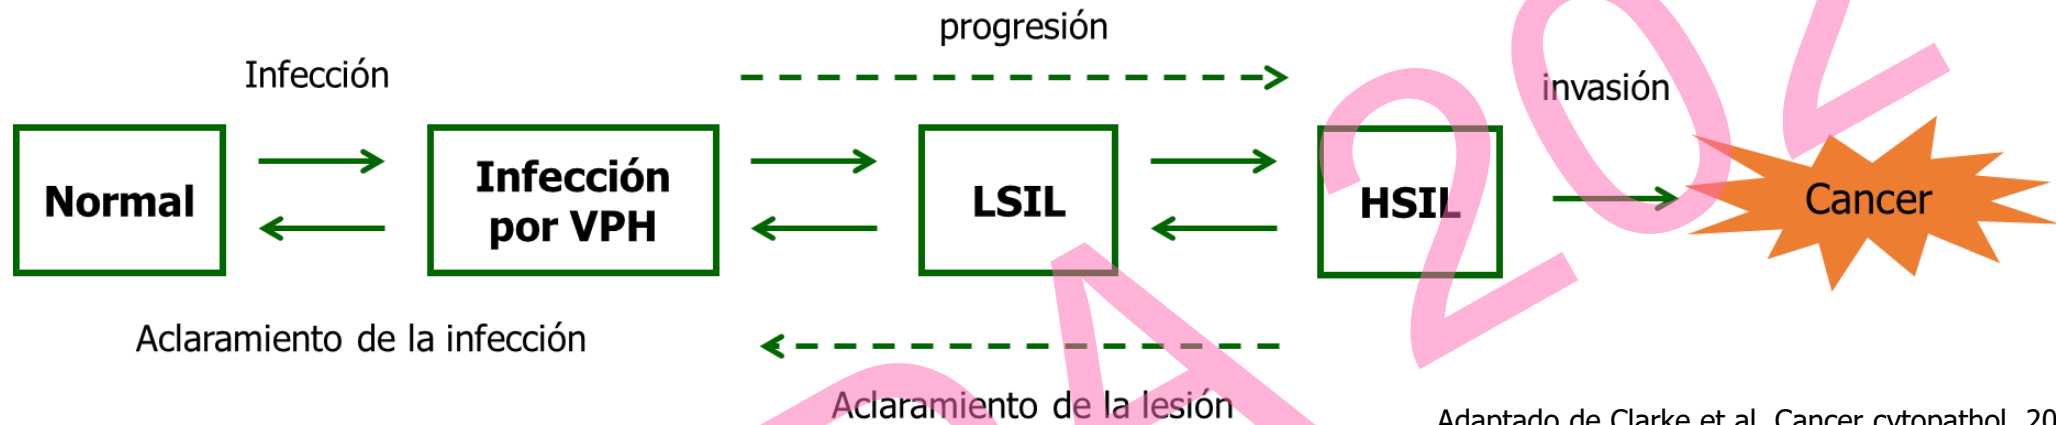 progresión
Infección
invasión
Normal
Infección
por VPH
LSIL
HSIL
Cancer
Aclaramiento de la infección
Aclaramiento de la lesión
Adaptado de Clarke et al. Cancer cytopathol. 20